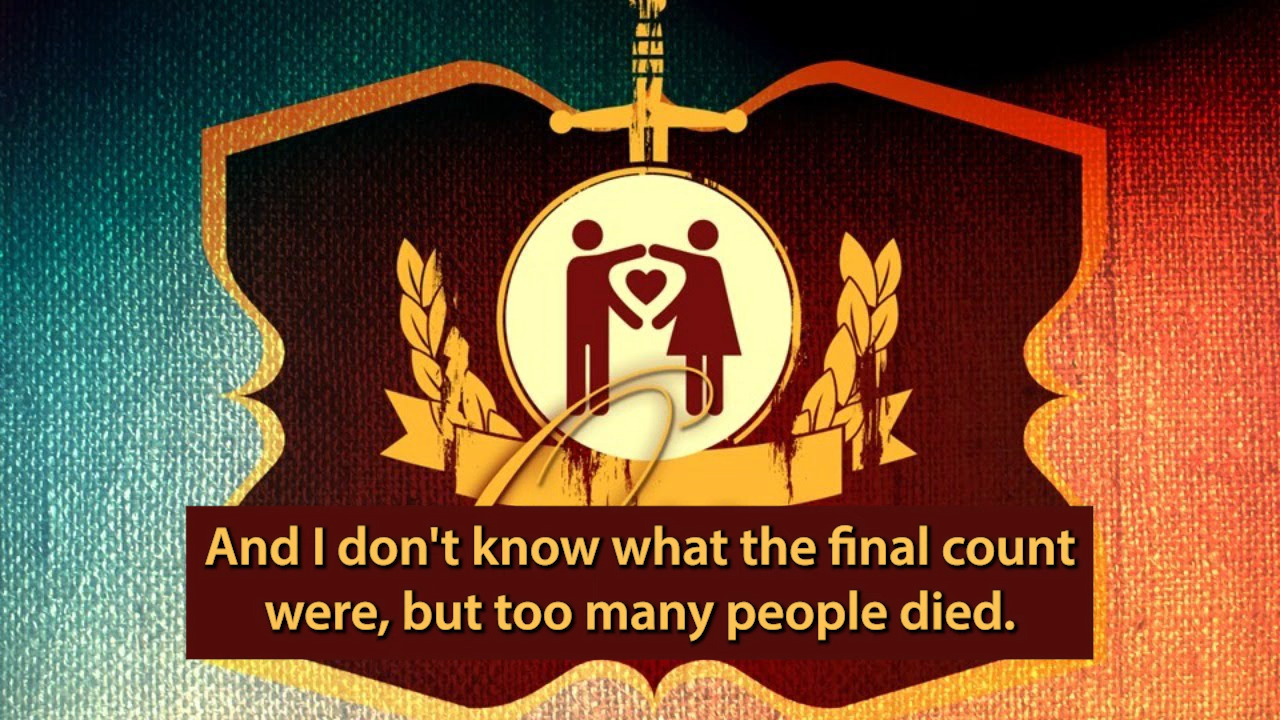 And I don't know what the final count
were, but too many people died.